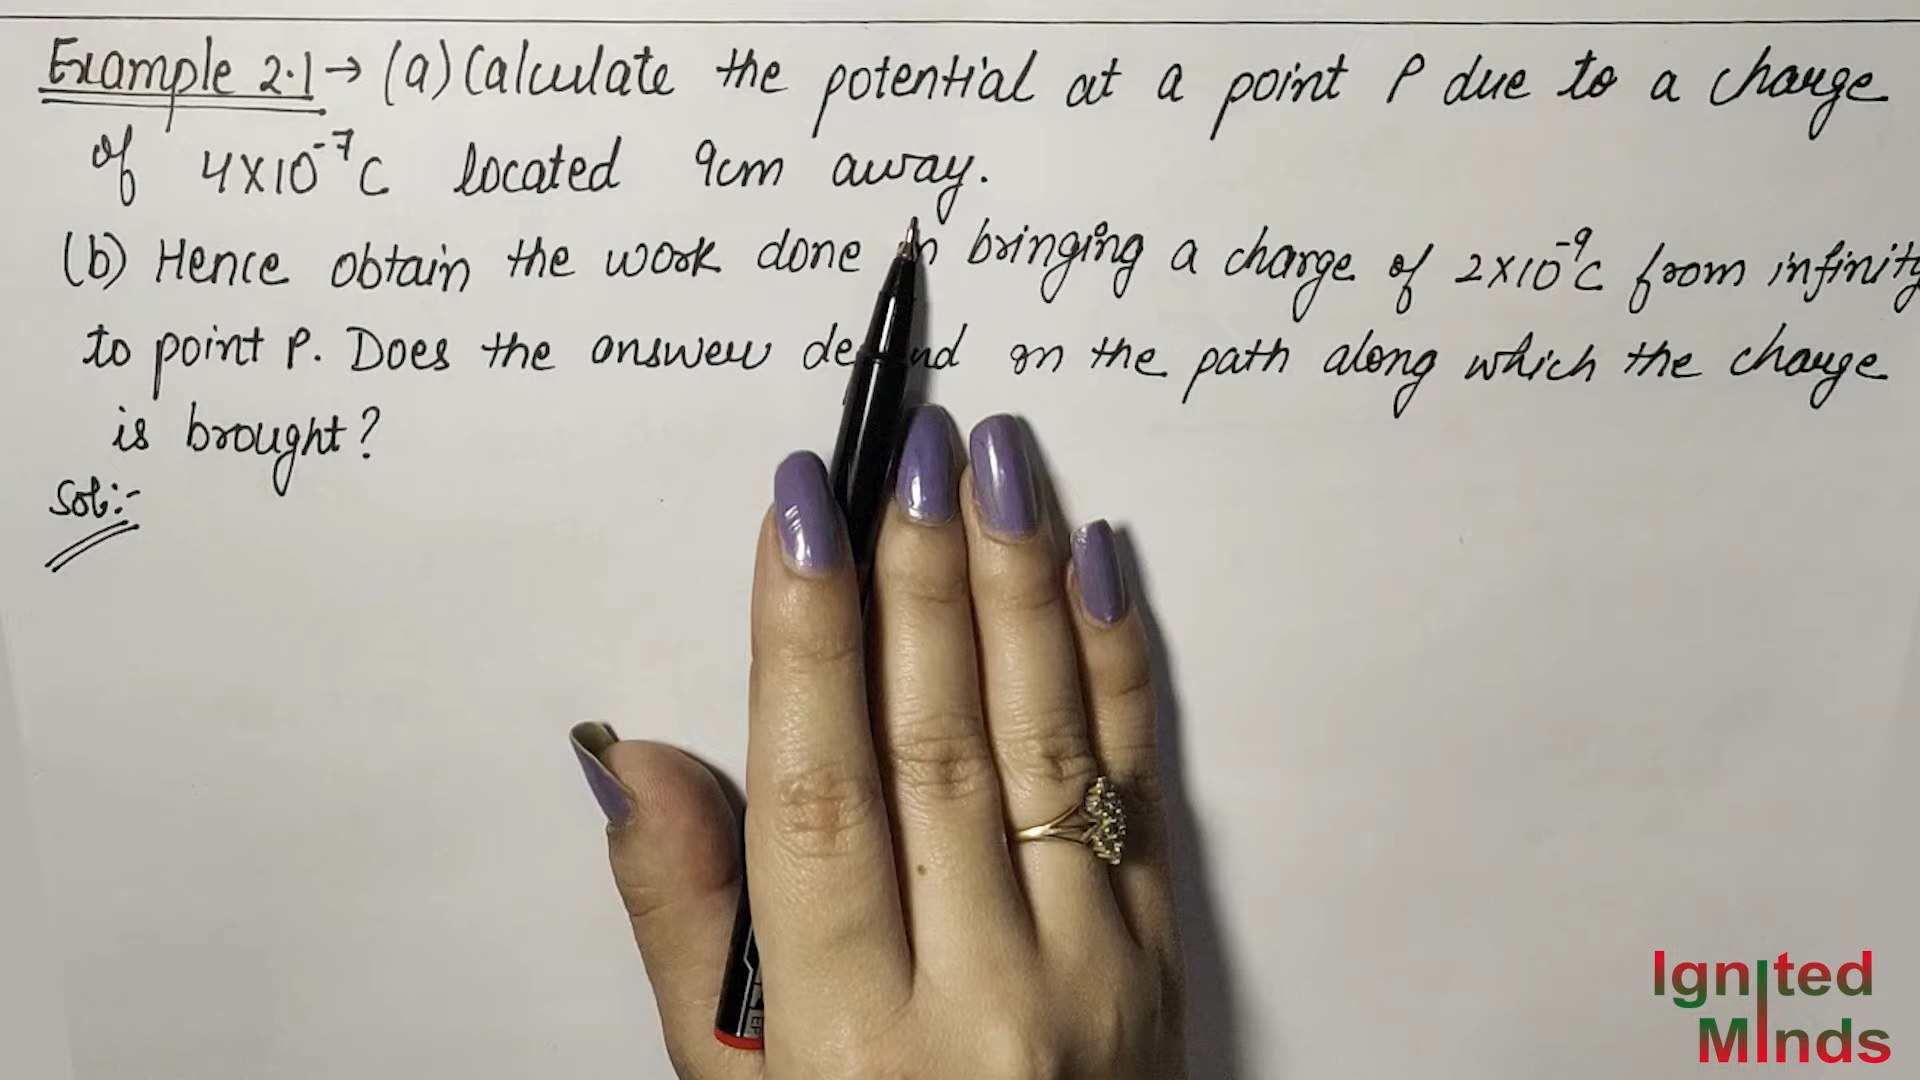 Example 2.1 → (a) Calculate the potential at a point P due to a charge
of 4×10⁻⁷C located 9cm away.
(b) Hence obtain the work done in bringing a charge of 2×10⁻⁹C from infinity
to point P. Does the answer depend on the path along which the charge
is brought?
Sol:-
Ignited
Minds